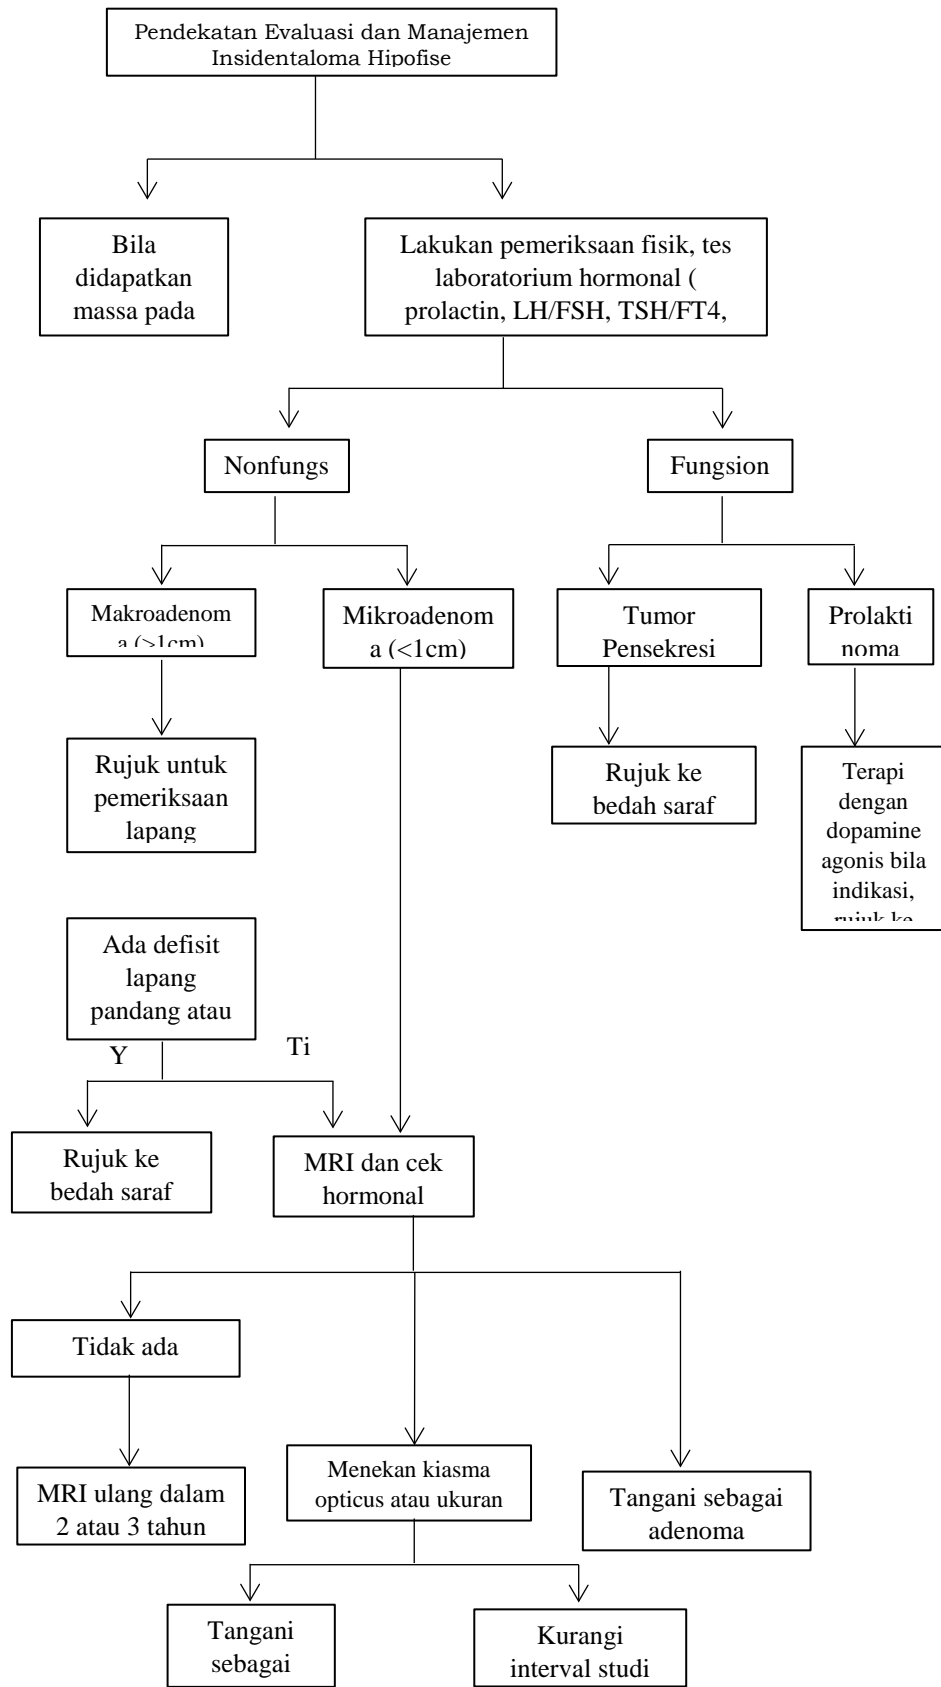 Pendekatan Evaluasi dan Manajemen
Insidentaloma Hipofise
Bila
didapatkan
massa pada
Lakukan pemeriksaan fisik, tes
laboratorium hormonal (
prolactin, LH/FSH, TSH/FT4,
Nonfungs
Fungsion
Makroadenom
a (>1cm)
Mikroadenom
a (<1cm)
Tumor
Pensekresi
Prolakti
noma
Rujuk untuk
pemeriksaan
lapang
Rujuk ke
bedah saraf
Terapi
dengan
dopamine
agonis bila
indikasi,
rujuk ke
Ada defisit
lapang
pandang atau
Y
Ti
Rujuk ke
bedah saraf
MRI dan cek
hormonal
Tidak ada
Menekan kiasma
opticus atau ukuran
MRI ulang dalam
2 atau 3 tahun
Tangani sebagai
adenoma
Tangani
sebagai
Kurangi
interval studi